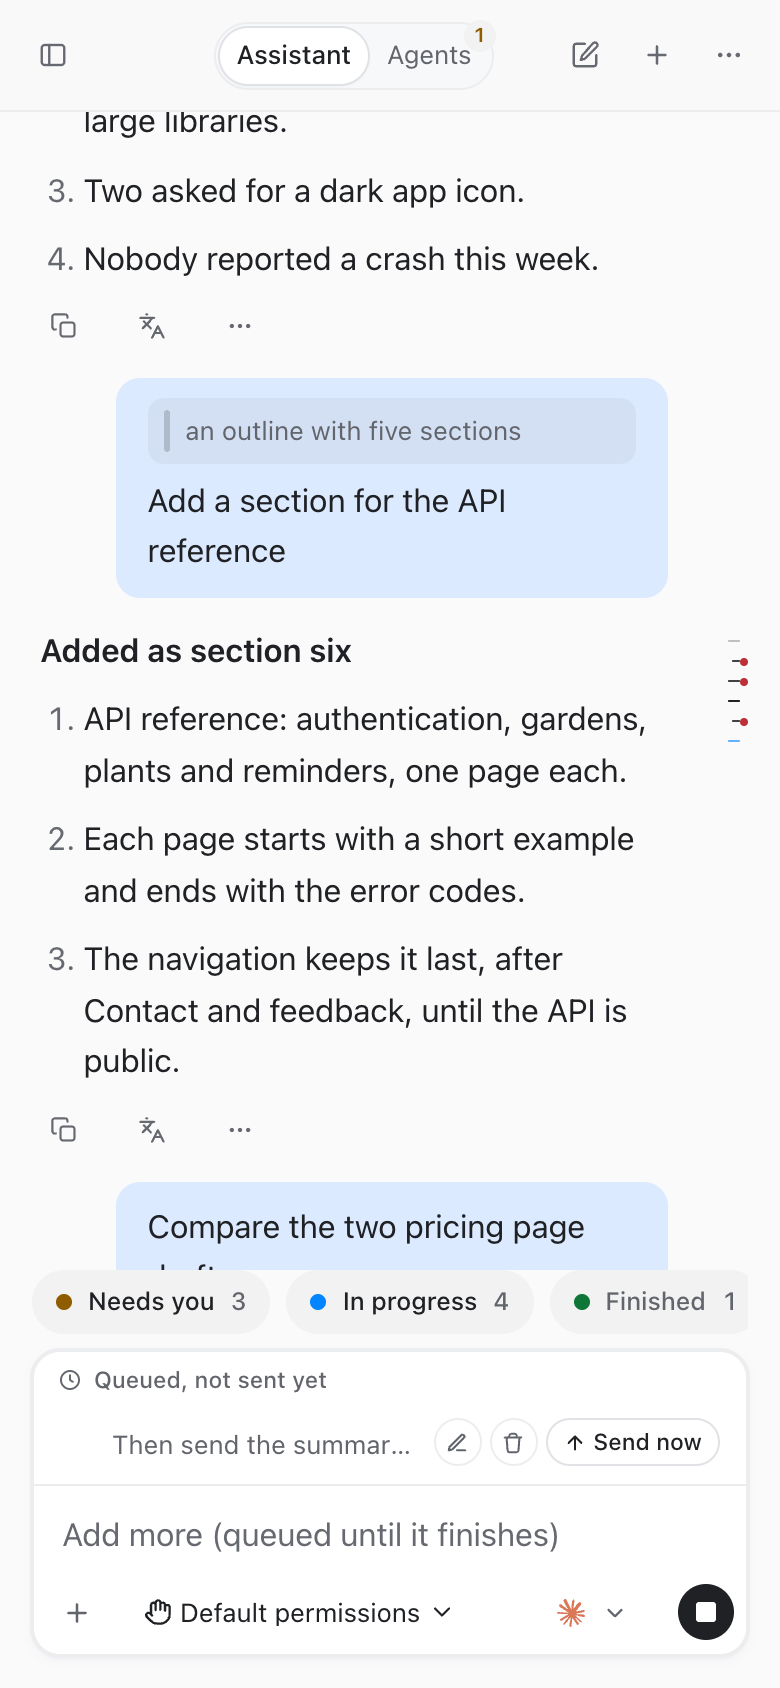 Assistant
Agents
1
large libraries.
3. Two asked for a dark app icon.
4. Nobody reported a crash this week.
an outline with five sections
Add a section for the API
reference
Added as section six
1. API reference: authentication, gardens,
plants and reminders, one page each.
2. Each page starts with a short example
and ends with the error codes.
3. The navigation keeps it last, after
Contact and feedback, until the API is
public.
Compare the two pricing page
Needs you 3
In progress 4
Finished 1
Queued, not sent yet
Then send the summar...
Send now
Add more (queued until it finishes)
Default permissions